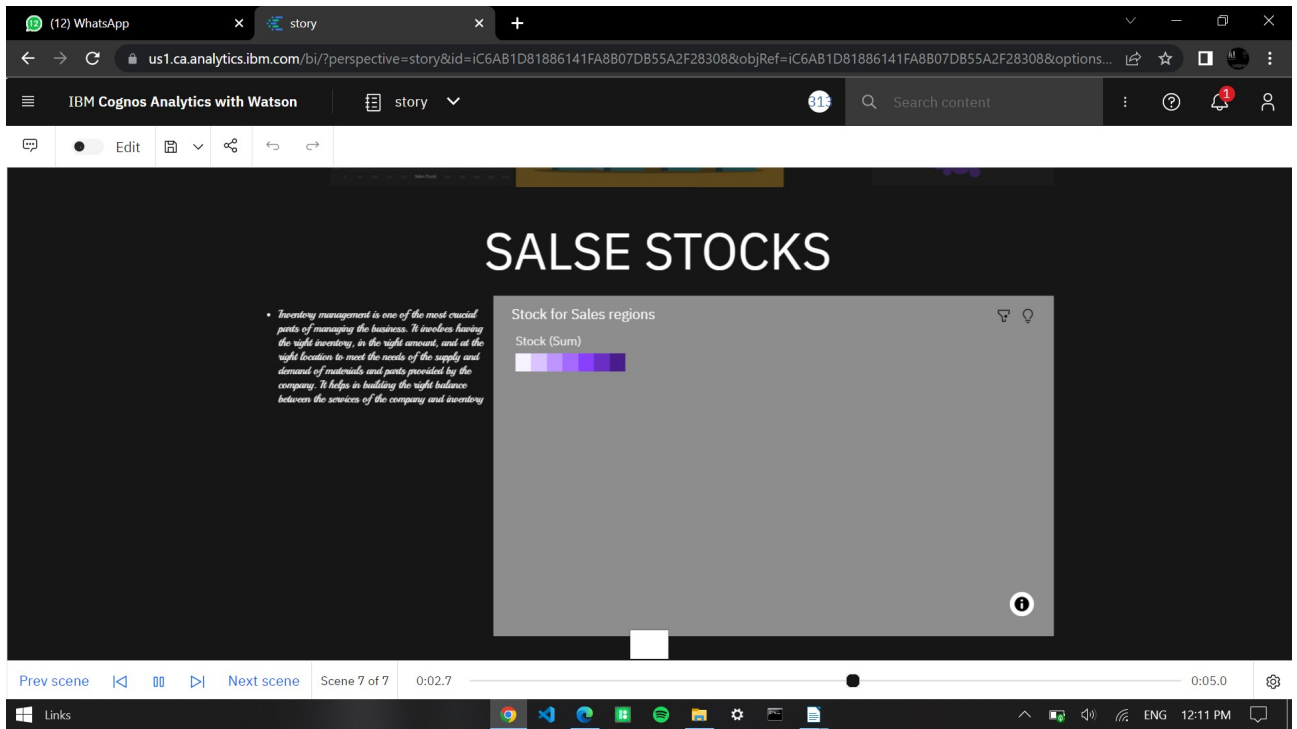 (12) WhatsApp
story
us1.ca.analytics.ibm.com/bi/?perspective=story&id=iC6AB1D81886141FA8B07DB55A2F28308&objRef=iC6AB1D81886141FA8B07DB55A2F28308&options...
IBM Cognos Analytics with Watson
story
313
Search content
1
Edit
SALSE STOCKS
• Inventory management is one of the most crucial
parts of managing the business. It involves having
the right inventory, in the right amount, and at the
right location to meet the needs of the supply and
demand of materials and parts provided by the
company. It helps in building the right balance
between the services of the company and inventory
Stock for Sales regions
Stock (Sum)
Prev scene
Next scene
Scene 7 of 7
0:02.7
0:05.0
Links
ENG
12:11 PM